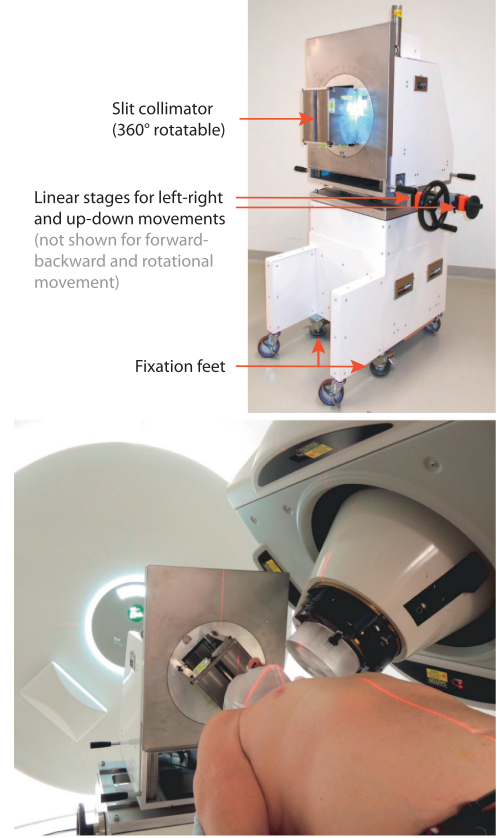 Slit collimator
(360° rotatable)
Linear stages for left-right
and up-down movements
(not shown for forward-
backward and rotational
movement)
Fixation feet